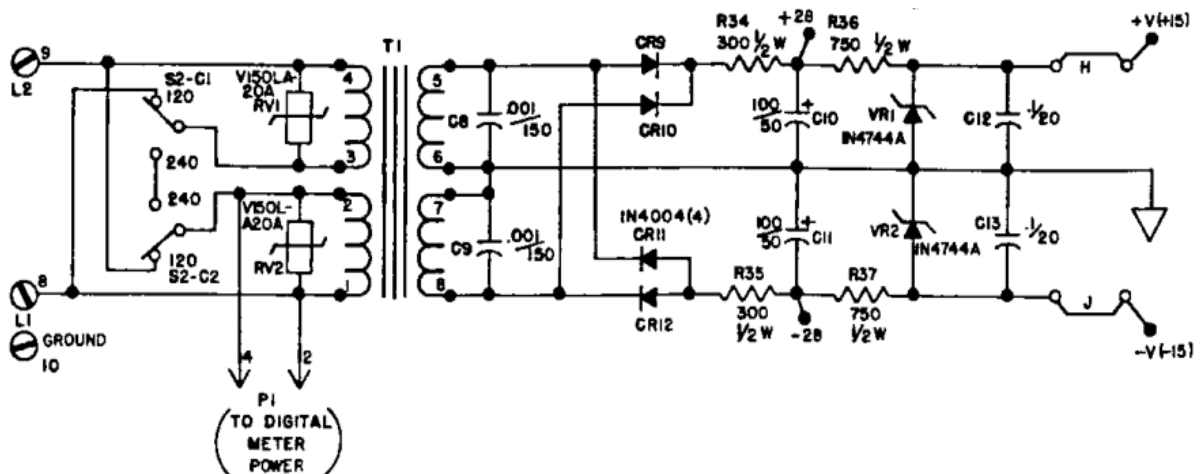 L2
9
S2-C1
120
240
240
120
S2-C2
8
L1
GROUND
10
V150LA-
20A
RV1
V150L-
A20A
RV2
4
2
P1
(TO DIGITAL
METER
POWER)
T1
4
3
2
1
5
6
7
8
C8
.001/150
C9
.001/150
CR9
CR10
1N4004(4)
CR11
CR12
R34
300 1/2 W
+28
R36
750 1/2 W
100/50
+
C10
100/50
+
C11
R35
300
1/2 W
-28
R37
750
1/2 W
VR1
1N4744A
VR2
1N4744A
C12
.1/20
C13
.1/20
H
+V(+15)
J
-V(-15)